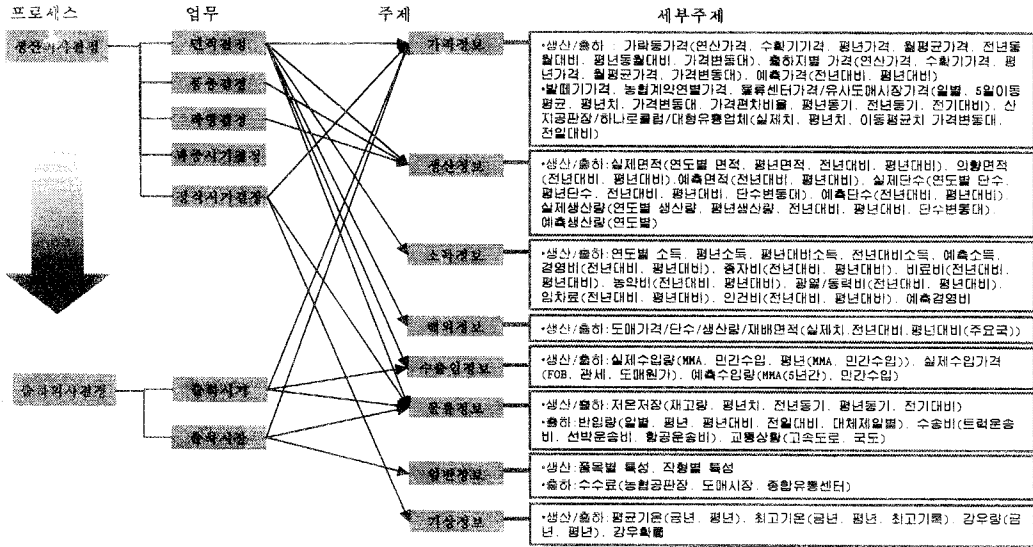 프로세스 업무 주제 세부주제
생산의사결정
면적결정
품종결정
작형결정
파종시기결정
정식시기결정
출하의사결정
출하시기
출하시장
가격정보
생산정보
소득정보
해외정보
수출입정보
유통정보
일반정보
기상정보
•생산/출하 : 가락동가격(연산가격, 수확기가격, 평년가격, 월평균가격, 전년동
월대비, 평년동월대비, 가격변동대), 출하지별 가격(연산가격, 수확기가격, 평
년가격, 월평균가격, 가격변동대), 예측가격(전년대비, 평년대비)
•발떼기가격, 농협계약연별가격, 물류센터가격/유사도매시장가격(일별, 5일이동
평균, 평년치, 가격변동대, 가격편차비율, 평년동기, 전년동기, 전기대비), 산
지공판장/하나로클럽/대형유통업체(실제치, 평년치, 이동평균치 가격변동대,
전일대비)
•생산/출하:실제면적(연도별 면적, 평년면적, 전년대비, 평년대비), 의향면적
(전년대비, 평년대비),예측면적(전년대비, 평년대비), 실제단수(연도별 단수,
평년단수, 전년대비, 평년대비, 단수변동대), 예측단수(전년대비, 평년대비),
실제생산량(연도별 생산량, 평년생산량, 전년대비, 평년대비, 단수변동대),
예측생산량(연도별)
•생산/출하:연도별 소득, 평년소득, 평년대비소득, 전년대비소득, 예측소득,
경영비(전년대비, 평년대비), 종자비(전년대비, 평년대비), 비료비(전년대비,
평년대비), 농약비(전년대비, 평년대비), 광열/동력비(전년대비, 평년대비),
임차료(전년대비, 평년대비), 인건비(전년대비, 평년대비), 예측경영비
•생산/출하:도매가격/단수/생산량/재배면적(실제치,전년대비,평년대비(주요국))
•생산/출하:실제수입량(MMA, 민간수입, 평년(MMA, 민간수입)), 실제수입가격
(FOB, 관세, 도매원가), 예측수입량(MMA(5년간), 민간수입)
•생산/출하:저온저장(재고량, 평년치, 전년동기, 평년동기, 전기대비)
•출하:반입량(일별, 평년, 평년대비, 전일대비, 대체제일별), 수송비(트럭운송
비, 선박운송비, 항공운송비), 교통상황(고속도로, 국도)
•생산:품목별 특성, 작형별 특성
•출하:수수료(농협공판장, 도매시장, 종합유통센터)
•생산/출하:평균기온(금년, 평년), 최고기온(금년, 평년, 최고기록), 강우량(금
년, 평년), 강우확률